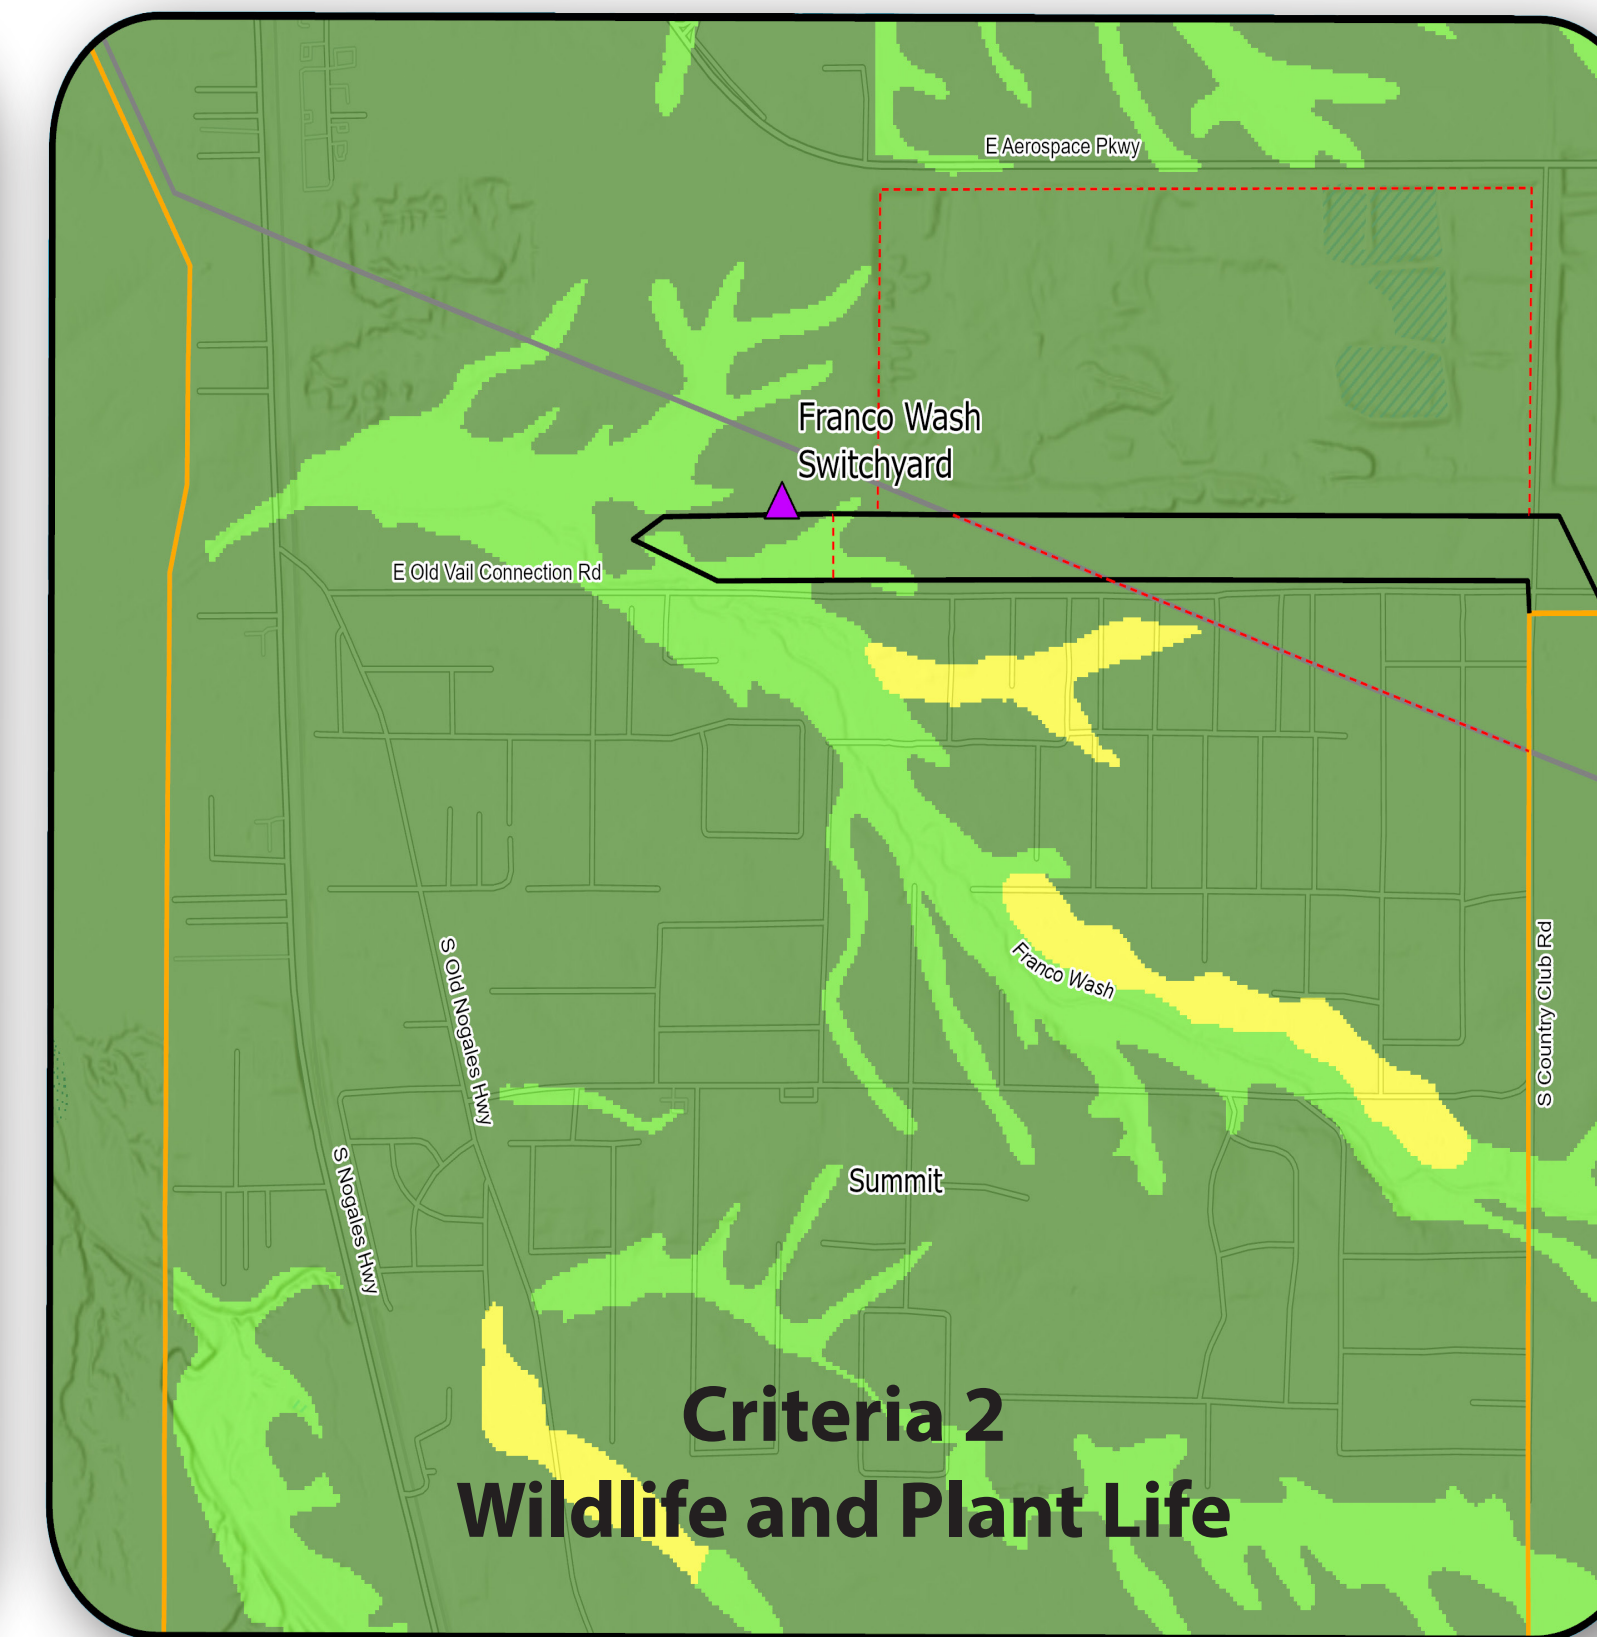 E Aerospace Pkwy
Franco Wash
Switchyard
E Old Vail Connection Rd
S Old Nogales Hwy
Franco Wash
S Country Club Rd
S Nogales Hwy
Summit
Criteria 2
Wildlife and Plant Life